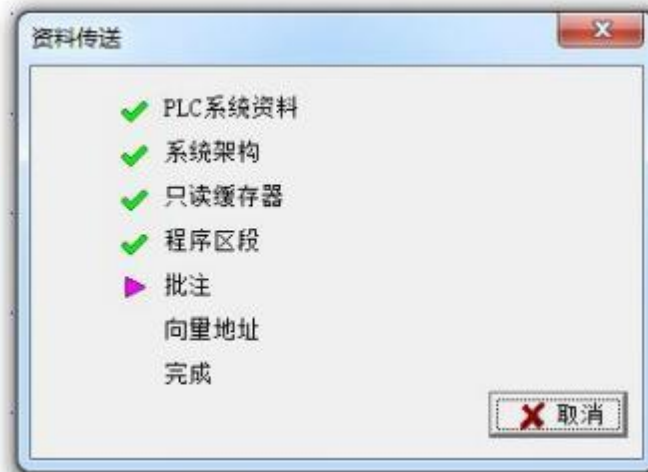 资料传送
PLC系统资料
系统架构
只读缓存器
程序区段
批注
向量地址
完成
取消